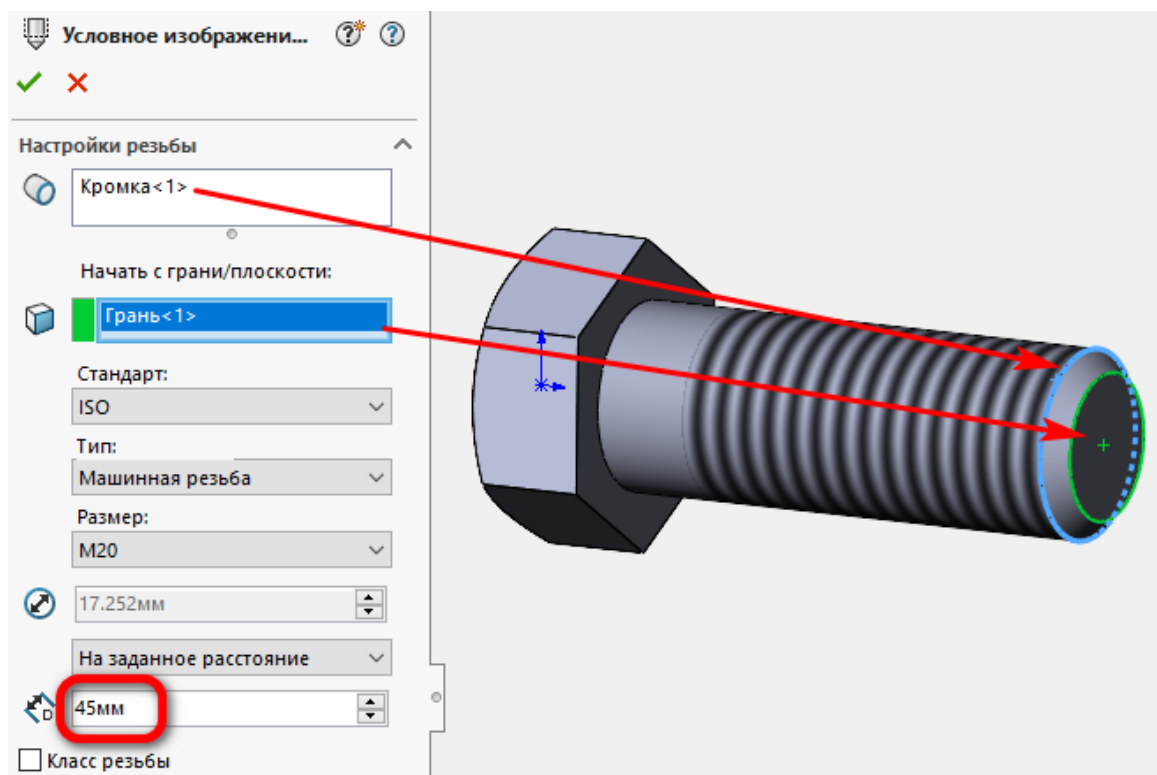 Условное изображени...
Настройки резьбы
Кромка<1>
Начать с грани/плоскости:
Грань<1>
Стандарт:
ISO
Тип:
Машинная резьба
Размер:
M20
17.252мм
На заданное расстояние
D
45мм
Класс резьбы